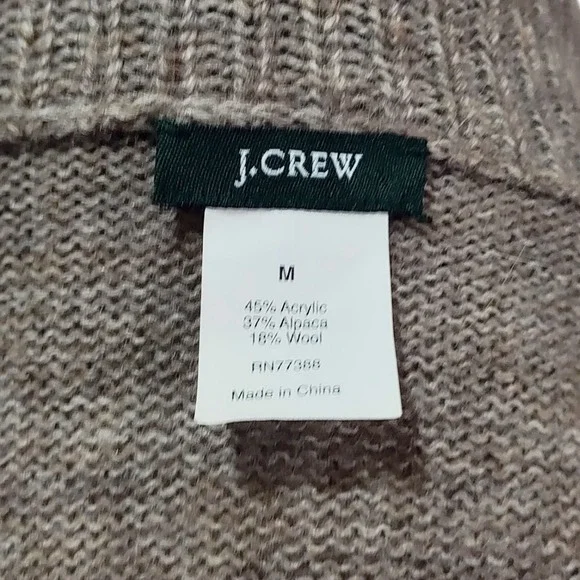 J.CREW
M
45% Acrylic
37% Alpaca
18% Wool
RN77388
Made in China